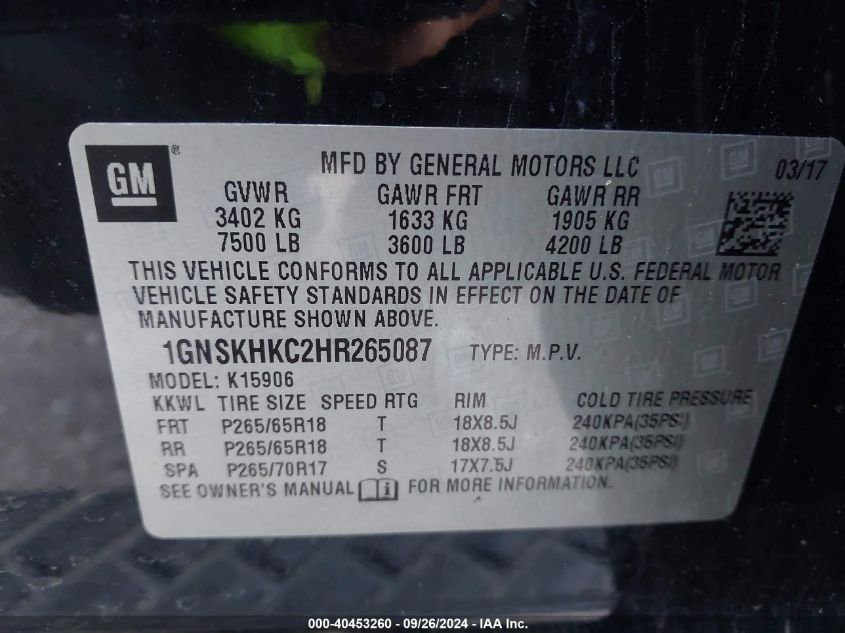 GM® MFD BY GENERAL MOTORS LLC 03/17
GVWR GAWR FRT GAWR RR
3402 KG 1633 KG 1905 KG
7500 LB 3600 LB 4200 LB
THIS VEHICLE CONFORMS TO ALL APPLICABLE U.S. FEDERAL MOTOR
VEHICLE SAFETY STANDARDS IN EFFECT ON THE DATE OF
MANUFACTURE SHOWN ABOVE.
1GNSKHKC2HR265087 TYPE: M.P.V.
MODEL: K15906
KKWL TIRE SIZE SPEED RTG RIM COLD TIRE PRESSURE
FRT P265/65R18 T 18X8.5J 240KPA(35PSI)
RR P265/65R18 T 18X8.5J 240KPA(35PSI)
SPA P265/70R17 S 17X7.5J 240KPA(35PSI)
SEE OWNER'S MANUAL i FOR MORE INFORMATION.
000-40453260 - 09/26/2024 - IAA Inc.